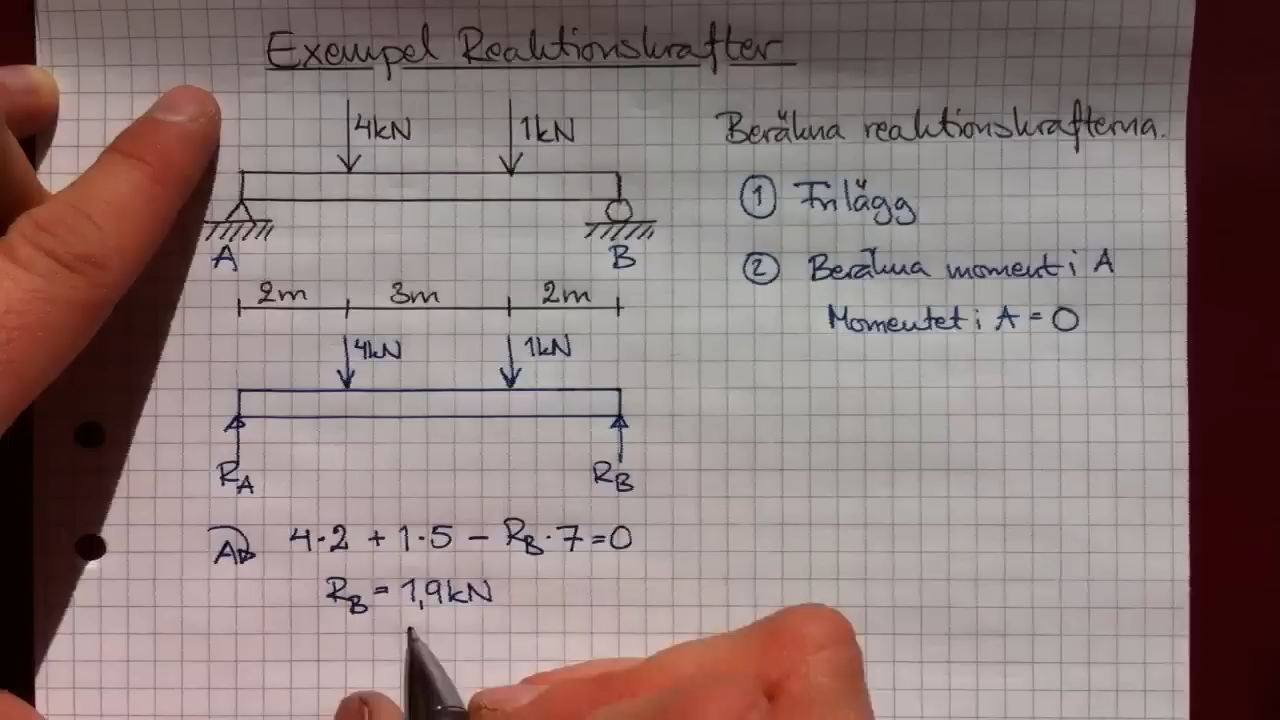 Exempel Reaktionskrafter
4kN 1kN
A B
2m 3m 2m
4kN 1kN
RA RB
A 4·2 + 1·5 - RB·7=0
RB = 1,9kN
Beräkna reaktionskrafterna.
① Frilägg
② Beräkna moment i A
Momentet i A = 0